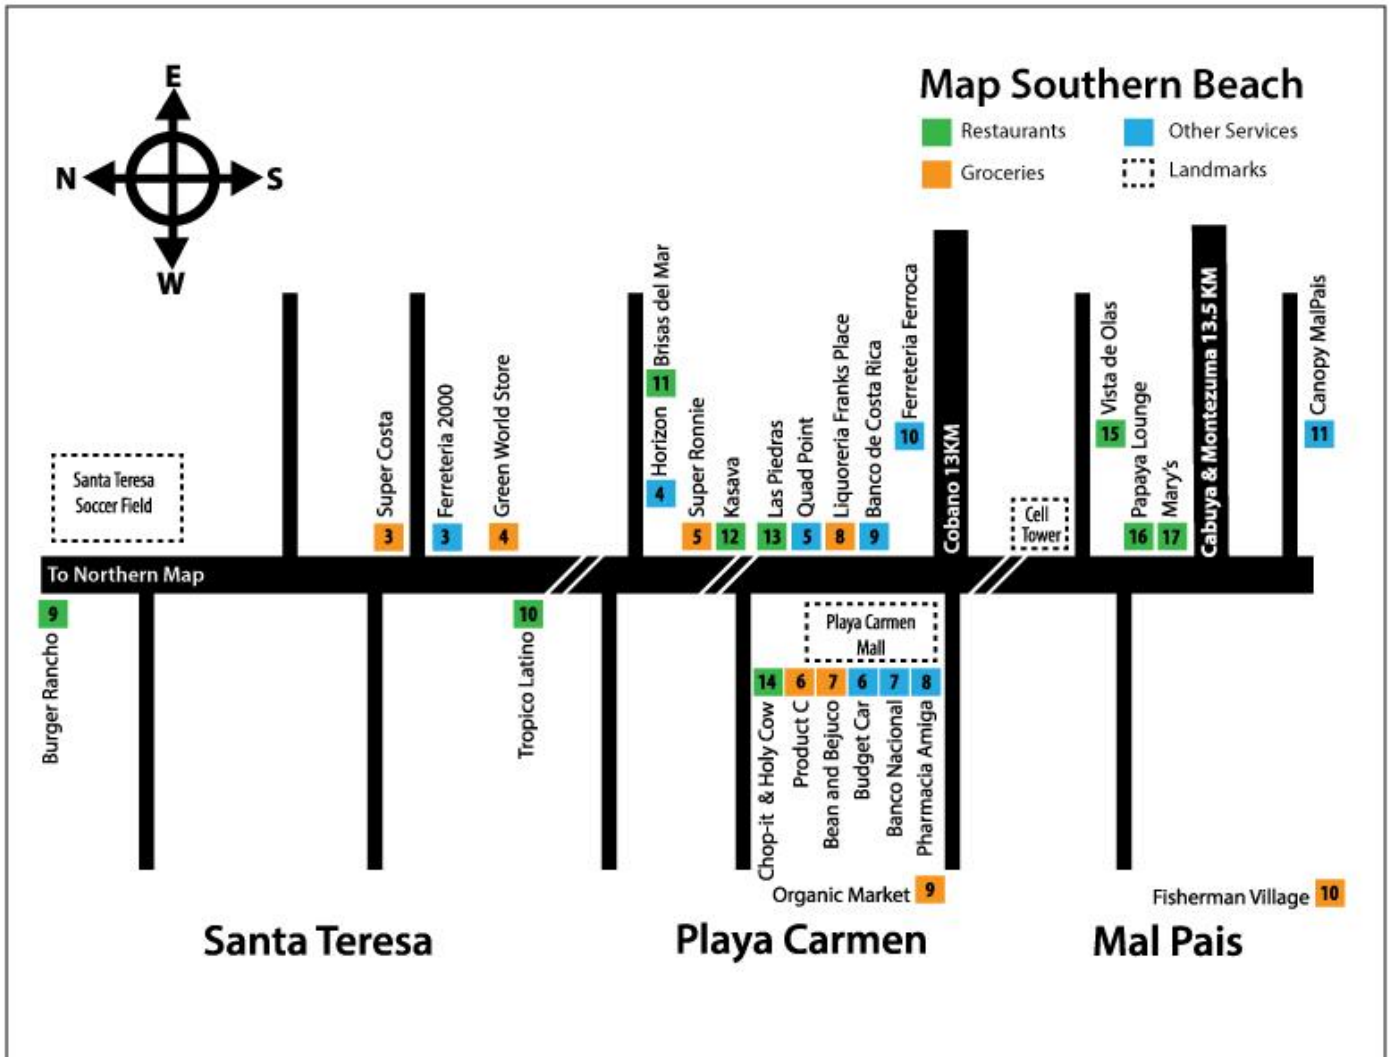 Map Southern Beach
Restaurants
Other Services
Groceries
Landmarks
E
N
S
W
Santa Teresa
Soccer Field
Super Costa
3
Ferreteria 2000
3
Green World Store
4
Brisas del Mar
11
Horizon
4
Super Ronnie
5
Kasava
12
Las Piedras
13
Quad Point
5
Liquoreria Franks Place
8
Banco de Costa Rica
9
Ferreteria Ferroca
10
Cobano 13KM
Cell
Tower
Vista de Olas
15
Papaya Lounge
16
Mary's
17
Cabuya & Montezuma 13.5 KM
Canopy MalPais
11
To Northern Map
9
Burger Rancho
10
Tropico Latino
Playa Carmen
Mall
14
Chop-it & Holy Cow
6
Product C
7
Bean and Bejuco
6
Budget Car
7
Banco Nacional
8
Pharmacia Amiga
Organic Market 9
Fisherman Village 10
Santa Teresa
Playa Carmen
Mal Pais